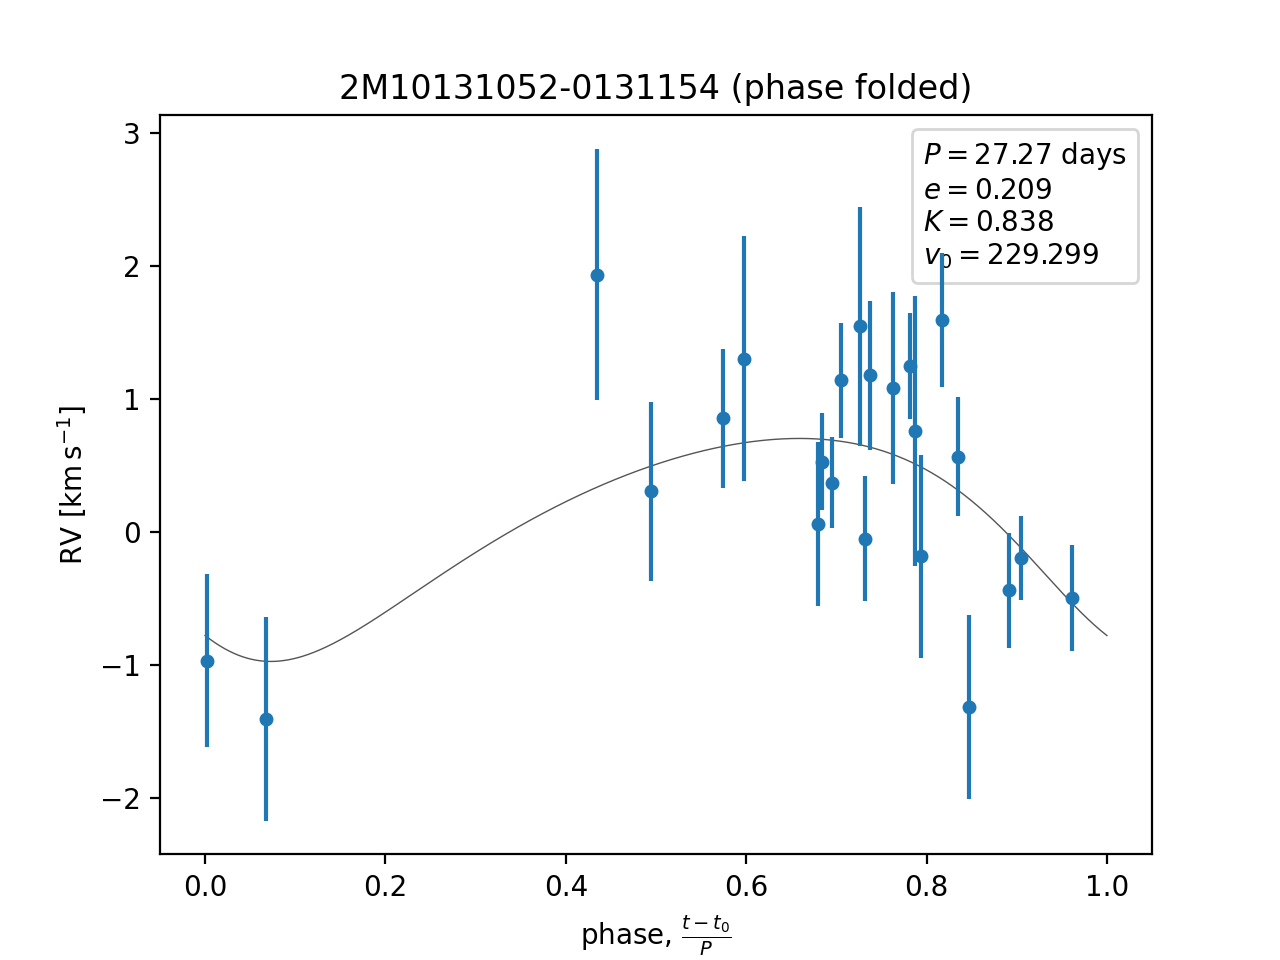 2M10131052-0131154 (phase folded)
P = 27.27 days
e = 0.209
K = 0.838
v₀ = 229.299
3
2
1
0
−1
−2
RV [km s⁻¹]
0.0 0.2 0.4 0.6 0.8 1.0
phase, (t − t₀)/P